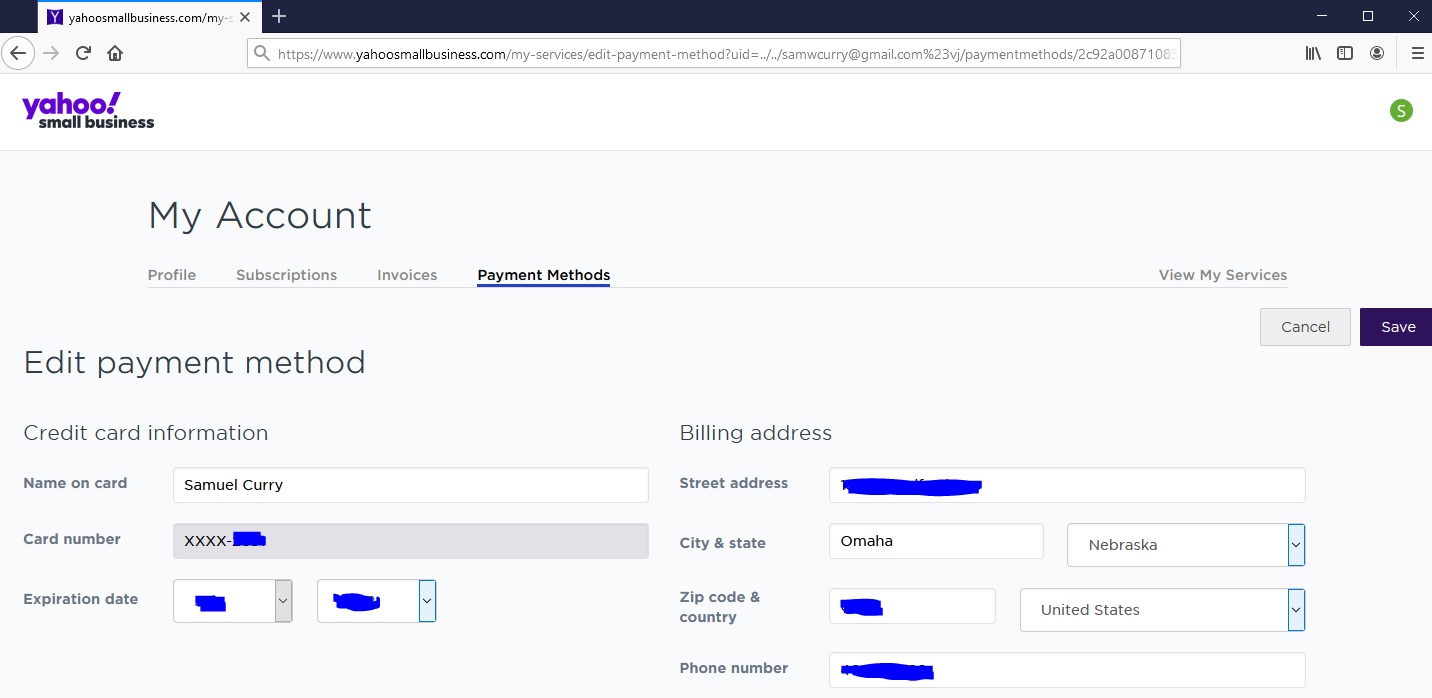 yahoosmallbusiness.com/my-s
https://www.yahoosmallbusiness.com/my-services/edit-payment-method?uid=../../samwcurry@gmail.com%23vj/paymentmethods/2c92a00871083
yahoo!
small business
S
My Account
Profile Subscriptions Invoices Payment Methods View My Services
Cancel Save
Edit payment method
Credit card information Billing address
Name on card Samuel Curry Street address
Card number XXXX- City & state Omaha Nebraska
Expiration date Zip code &
country United States
Phone number